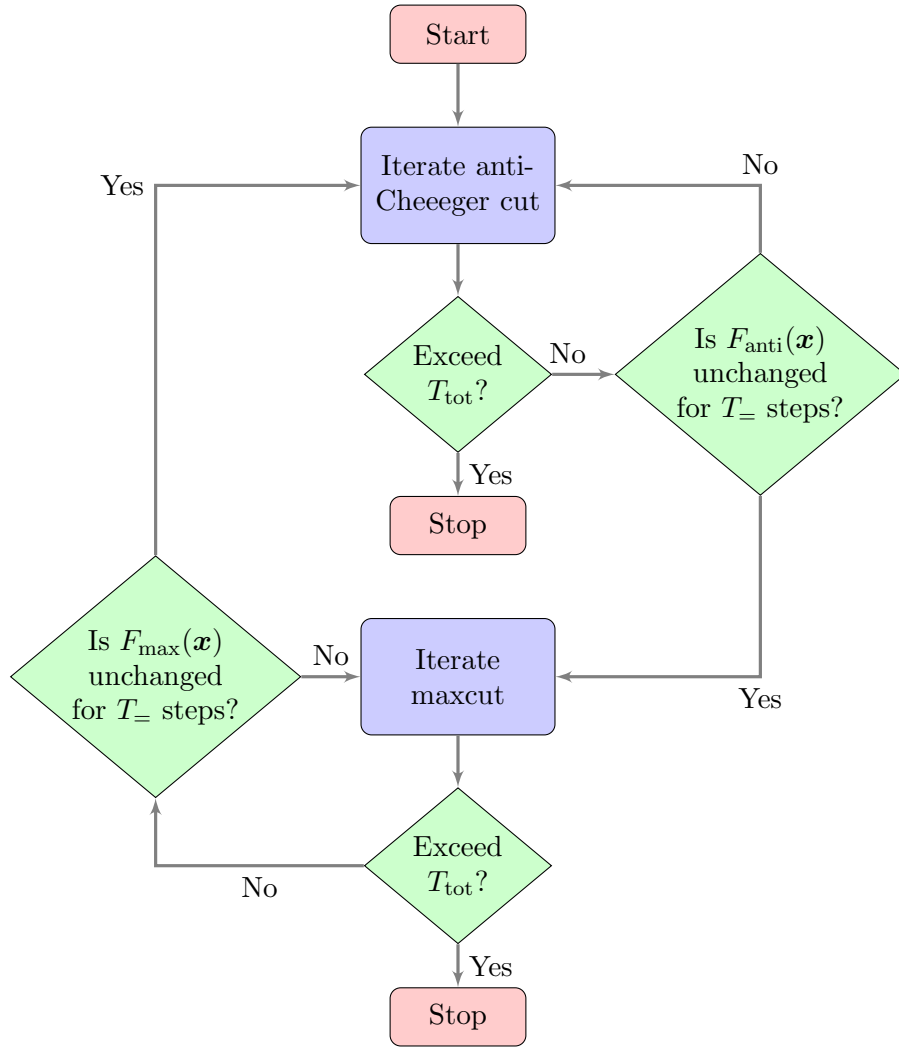 Start
Iterate anti-
Cheeeger cut
Yes
No
Exceed
T_tot?
No
Is F_anti(x)
unchanged
for T_= steps?
Yes
Stop
Is F_max(x)
unchanged
for T_= steps?
No
Iterate
maxcut
Yes
Exceed
T_tot?
No
Yes
Stop